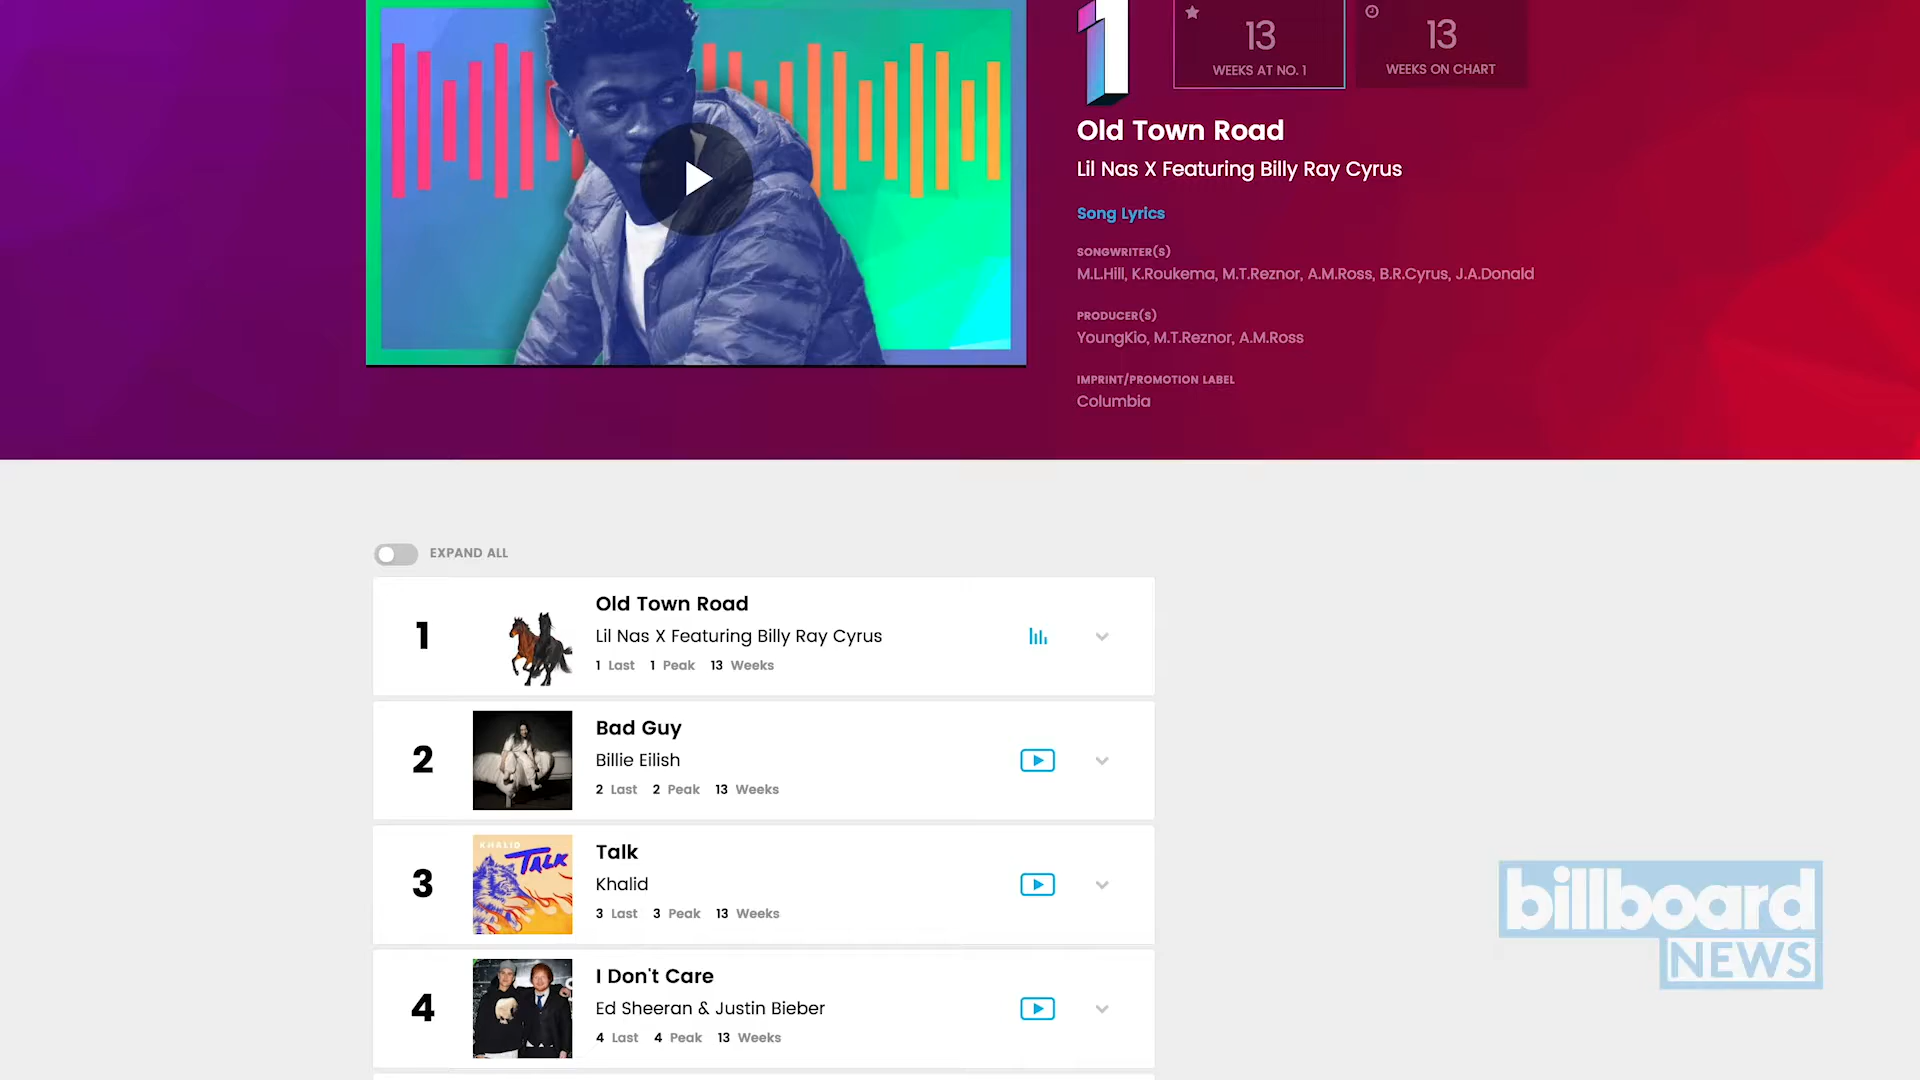 1
13
WEEKS AT NO. 1
13
WEEKS ON CHART
Old Town Road
Lil Nas X Featuring Billy Ray Cyrus
Song Lyrics
SONGWRITER(S)
M.L.Hill, K.Roukema, M.T.Reznor, A.M.Ross, B.R.Cyrus, J.A.Donald
PRODUCER(S)
YoungKio, M.T.Reznor, A.M.Ross
IMPRINT/PROMOTION LABEL
Columbia
EXPAND ALL
1
Old Town Road
Lil Nas X Featuring Billy Ray Cyrus
1 Last 1 Peak 13 Weeks
2
Bad Guy
Billie Eilish
2 Last 2 Peak 13 Weeks
3
KHALID
TALK
Talk
Khalid
3 Last 3 Peak 13 Weeks
4
I Don't Care
Ed Sheeran & Justin Bieber
4 Last 4 Peak 13 Weeks
billboard
NEWS